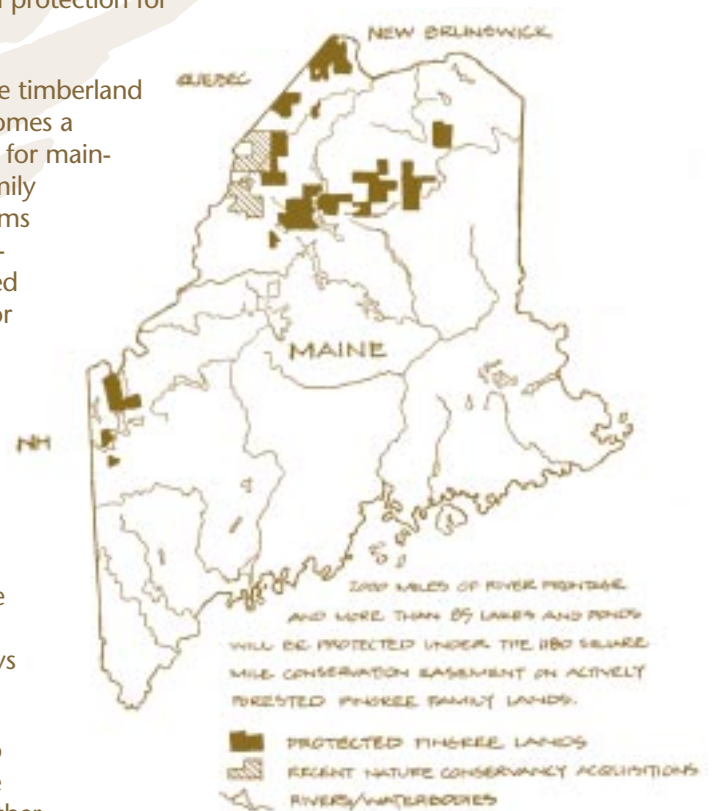 protection for
e timberland
omes a
for main-
mily
ms
-
ed
or
e
ws
o
e
ther
NEW BRUNSWICK
QUEBEC
MAINE
NH
2000 MILES OF RIVER FRONTAGE
AND MORE THAN 85 LAKES AND PONDS
WILL BE PROTECTED UNDER THE 1180 SQUARE
MILE CONSERVATION EASEMENT ON ACTIVELY
FORESTED PINGREE FAMILY LANDS.
PROTECTED PINGREE LANDS
RECENT NATURE CONSERVANCY ACQUISITIONS
RIVERS/WATERBODIES